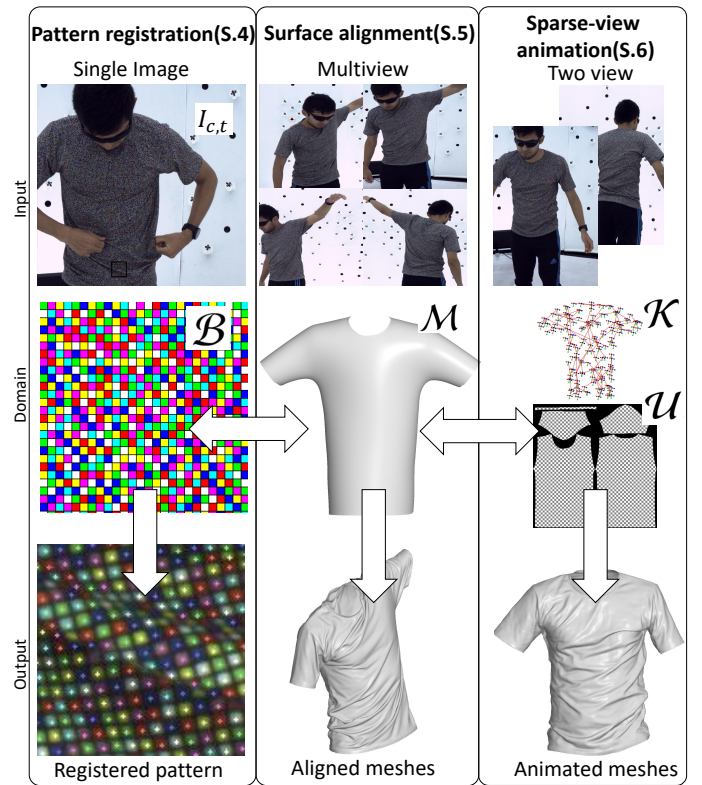 Pattern registration(S.4)
Single Image
Surface alignment(S.5)
Multiview
Sparse-view
animation(S.6)
Two view
Input
I_{c,t}
Domain
ℬ
ℳ
𝒦
𝒰
Output
Registered pattern
Aligned meshes
Animated meshes